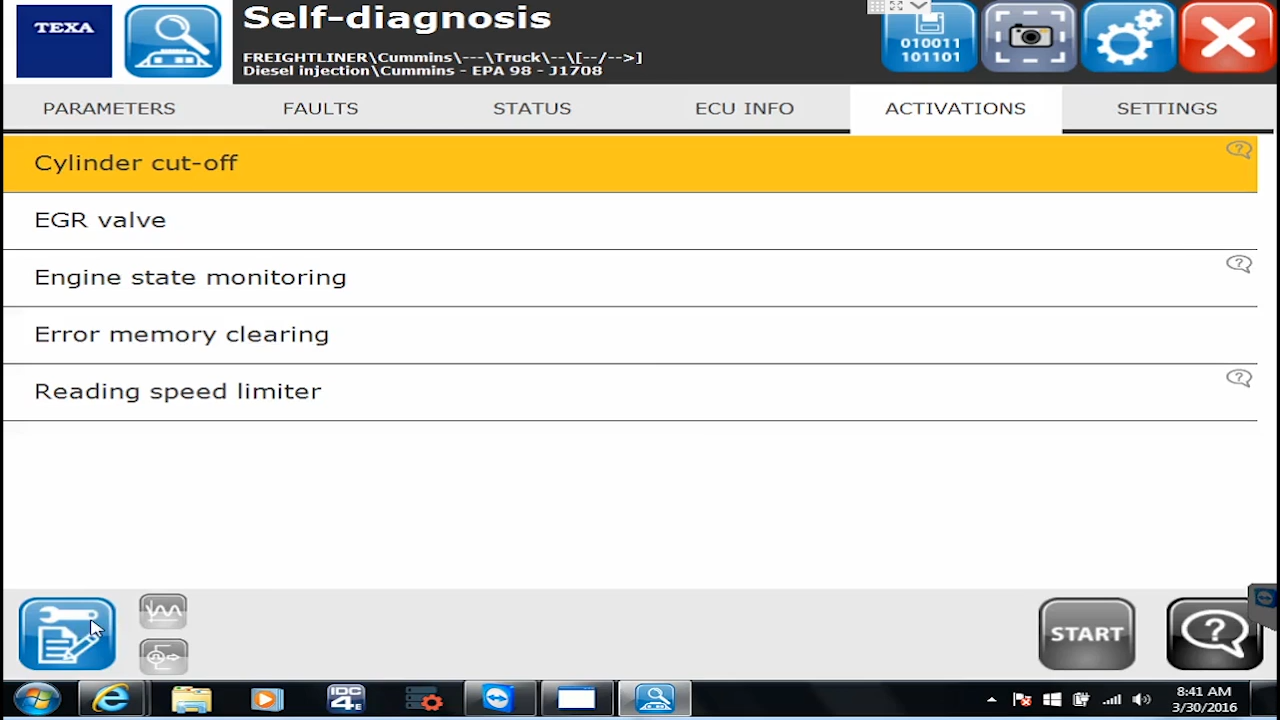 TEXA
Self-diagnosis
FREIGHTLINER\Cummins\---\Truck\--\[--/-->]
Diesel injection\Cummins - EPA 98 - J1708
010011
101101
PARAMETERS FAULTS STATUS ECU INFO ACTIVATIONS SETTINGS
Cylinder cut-off
?
EGR valve
Engine state monitoring
?
Error memory clearing
Reading speed limiter
?
START
?
IDC
4E
8:41 AM
3/30/2016